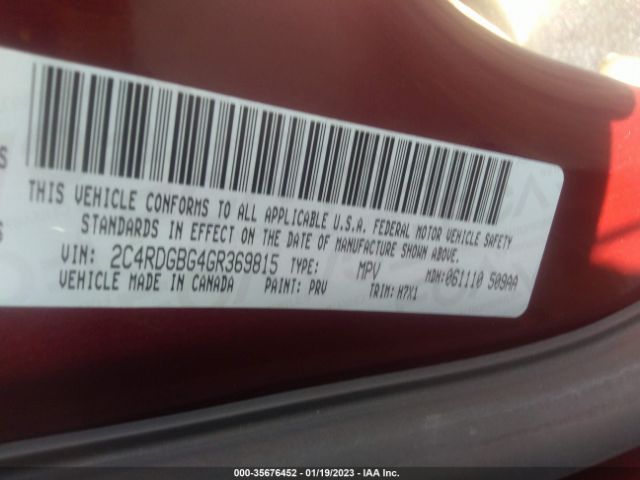 THIS VEHICLE CONFORMS TO ALL APPLICABLE U.S.A. FEDERAL MOTOR VEHICLE SAFETY
STANDARDS IN EFFECT ON THE DATE OF MANUFACTURE SHOWN ABOVE.
VIN: 2C4RDGBG4GR369815 TYPE: MPV MDH:061110 509AA
VEHICLE MADE IN CANADA PAINT: PRV TRIM: H7X1
000-35676452 - 01/19/2023 - IAA Inc.